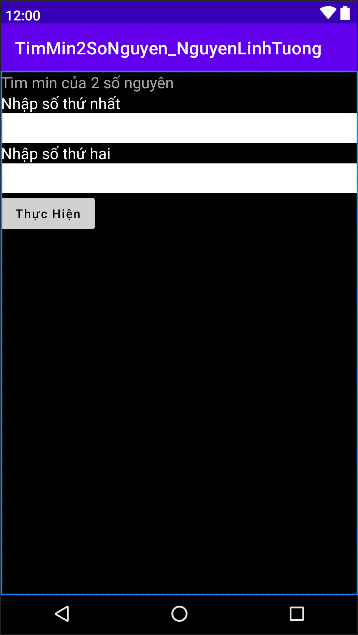 12:00
TimMin2SoNguyen_NguyenLinhTuong
Tìm min của 2 số nguyên
Nhập số thứ nhất
Nhập số thứ hai
Thực Hiện